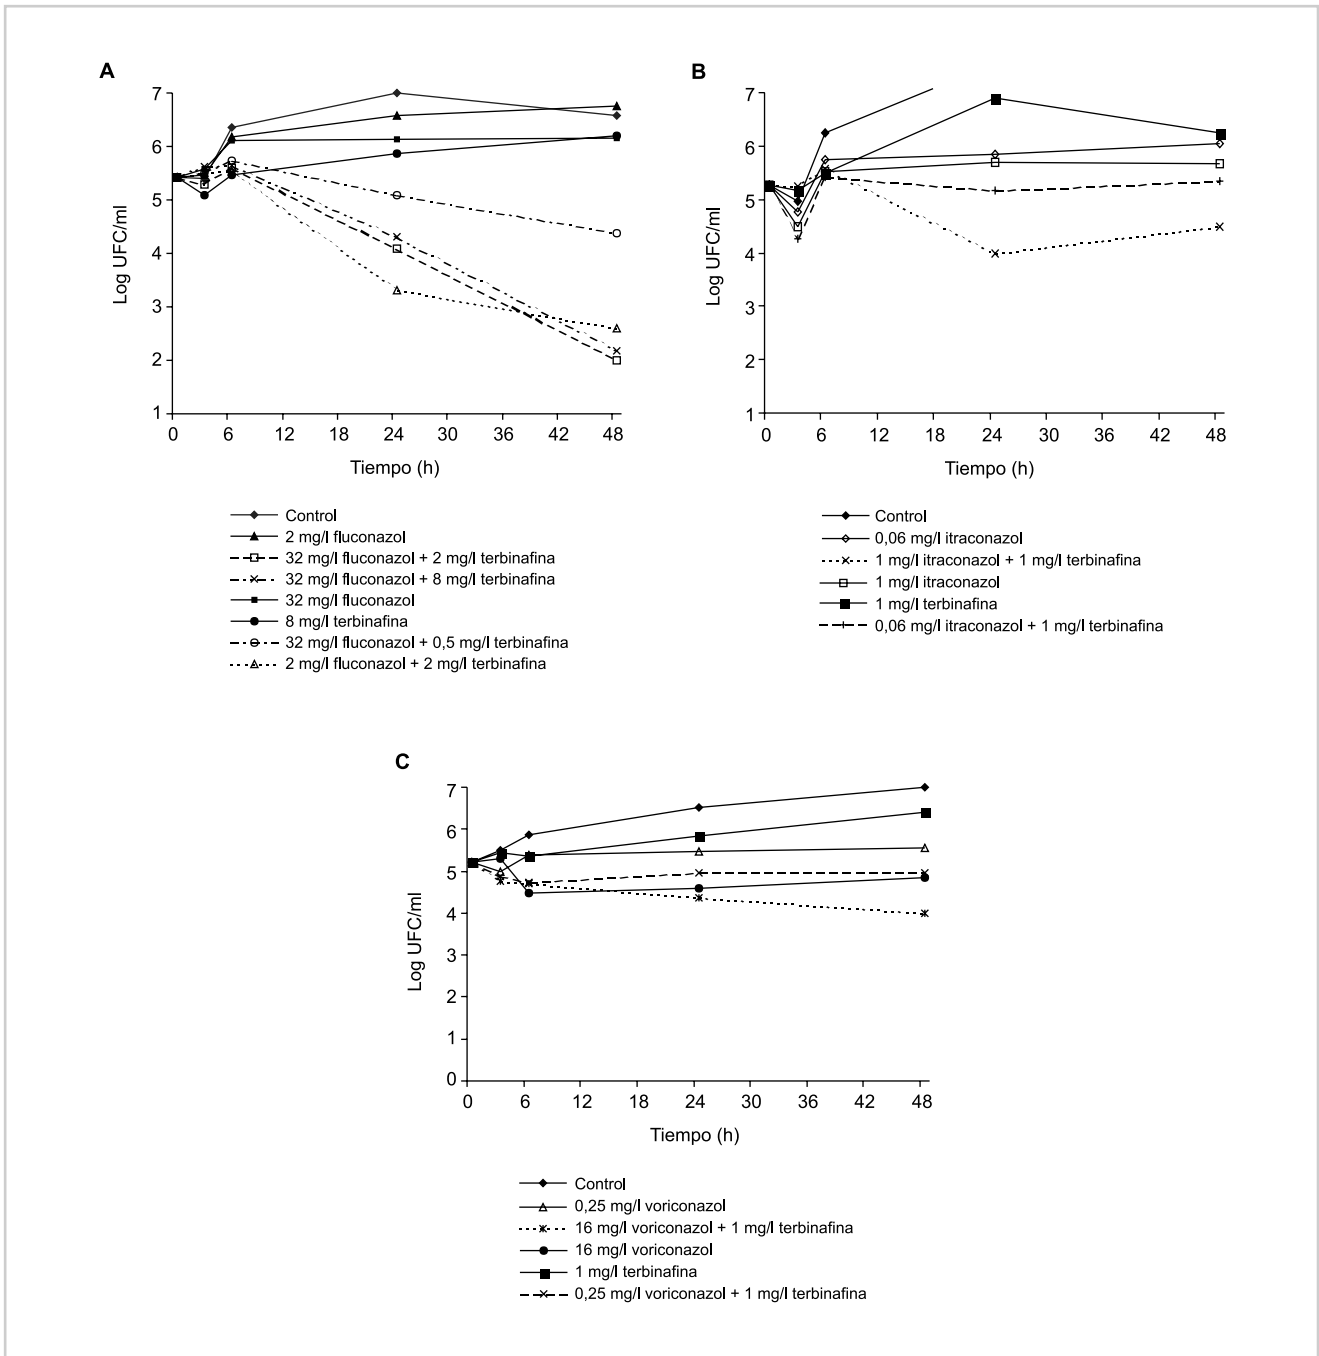 A
7
6
5
4
3
2
1
Log UFC/ml
0 6 12 18 24 30 36 42 48
Tiempo (h)
Control
2 mg/l fluconazol
32 mg/l fluconazol + 2 mg/l terbinafina
32 mg/l fluconazol + 8 mg/l terbinafina
32 mg/l fluconazol
8 mg/l terbinafina
32 mg/l fluconazol + 0,5 mg/l terbinafina
2 mg/l fluconazol + 2 mg/l terbinafina
B
7
6
5
4
3
2
1
Log UFC/ml
0 6 12 18 24 30 36 42 48
Tiempo (h)
Control
0,06 mg/l itraconazol
1 mg/l itraconazol + 1 mg/l terbinafina
1 mg/l itraconazol
1 mg/l terbinafina
0,06 mg/l itraconazol + 1 mg/l terbinafina
C
7
6
5
4
3
2
1
0
Log UFC/ml
0 6 12 18 24 30 36 42 48
Tiempo (h)
Control
0,25 mg/l voriconazol
16 mg/l voriconazol + 1 mg/l terbinafina
16 mg/l voriconazol
1 mg/l terbinafina
0,25 mg/l voriconazol + 1 mg/l terbinafina